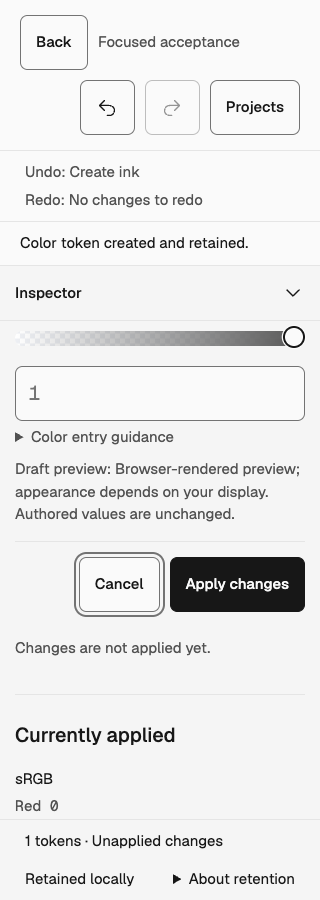 Back
Focused acceptance
Projects
Undo: Create ink
Redo: No changes to redo
Color token created and retained.
Inspector
1
Color entry guidance
Draft preview: Browser-rendered preview;
appearance depends on your display.
Authored values are unchanged.
Cancel
Apply changes
Changes are not applied yet.
Currently applied
sRGB
Red 0
1 tokens · Unapplied changes
Retained locally
About retention